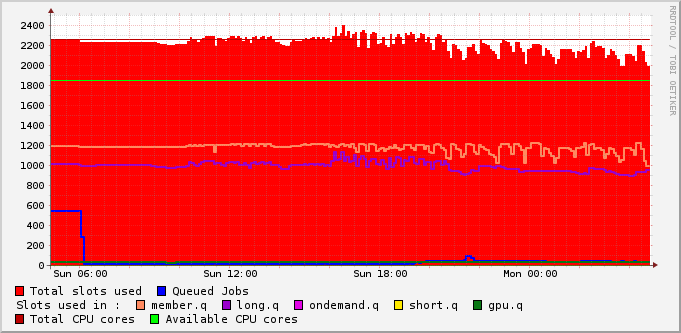 RRDTOOL / TOBI OETIKER
2400
2200
2000
1800
1600
1400
1200
1000
800
600
400
200
0
Sun 06:00 Sun 12:00 Sun 18:00 Mon 00:00
Total slots used Queued Jobs
Slots used in : member.q long.q ondemand.q short.q gpu.q
Total CPU cores Available CPU cores